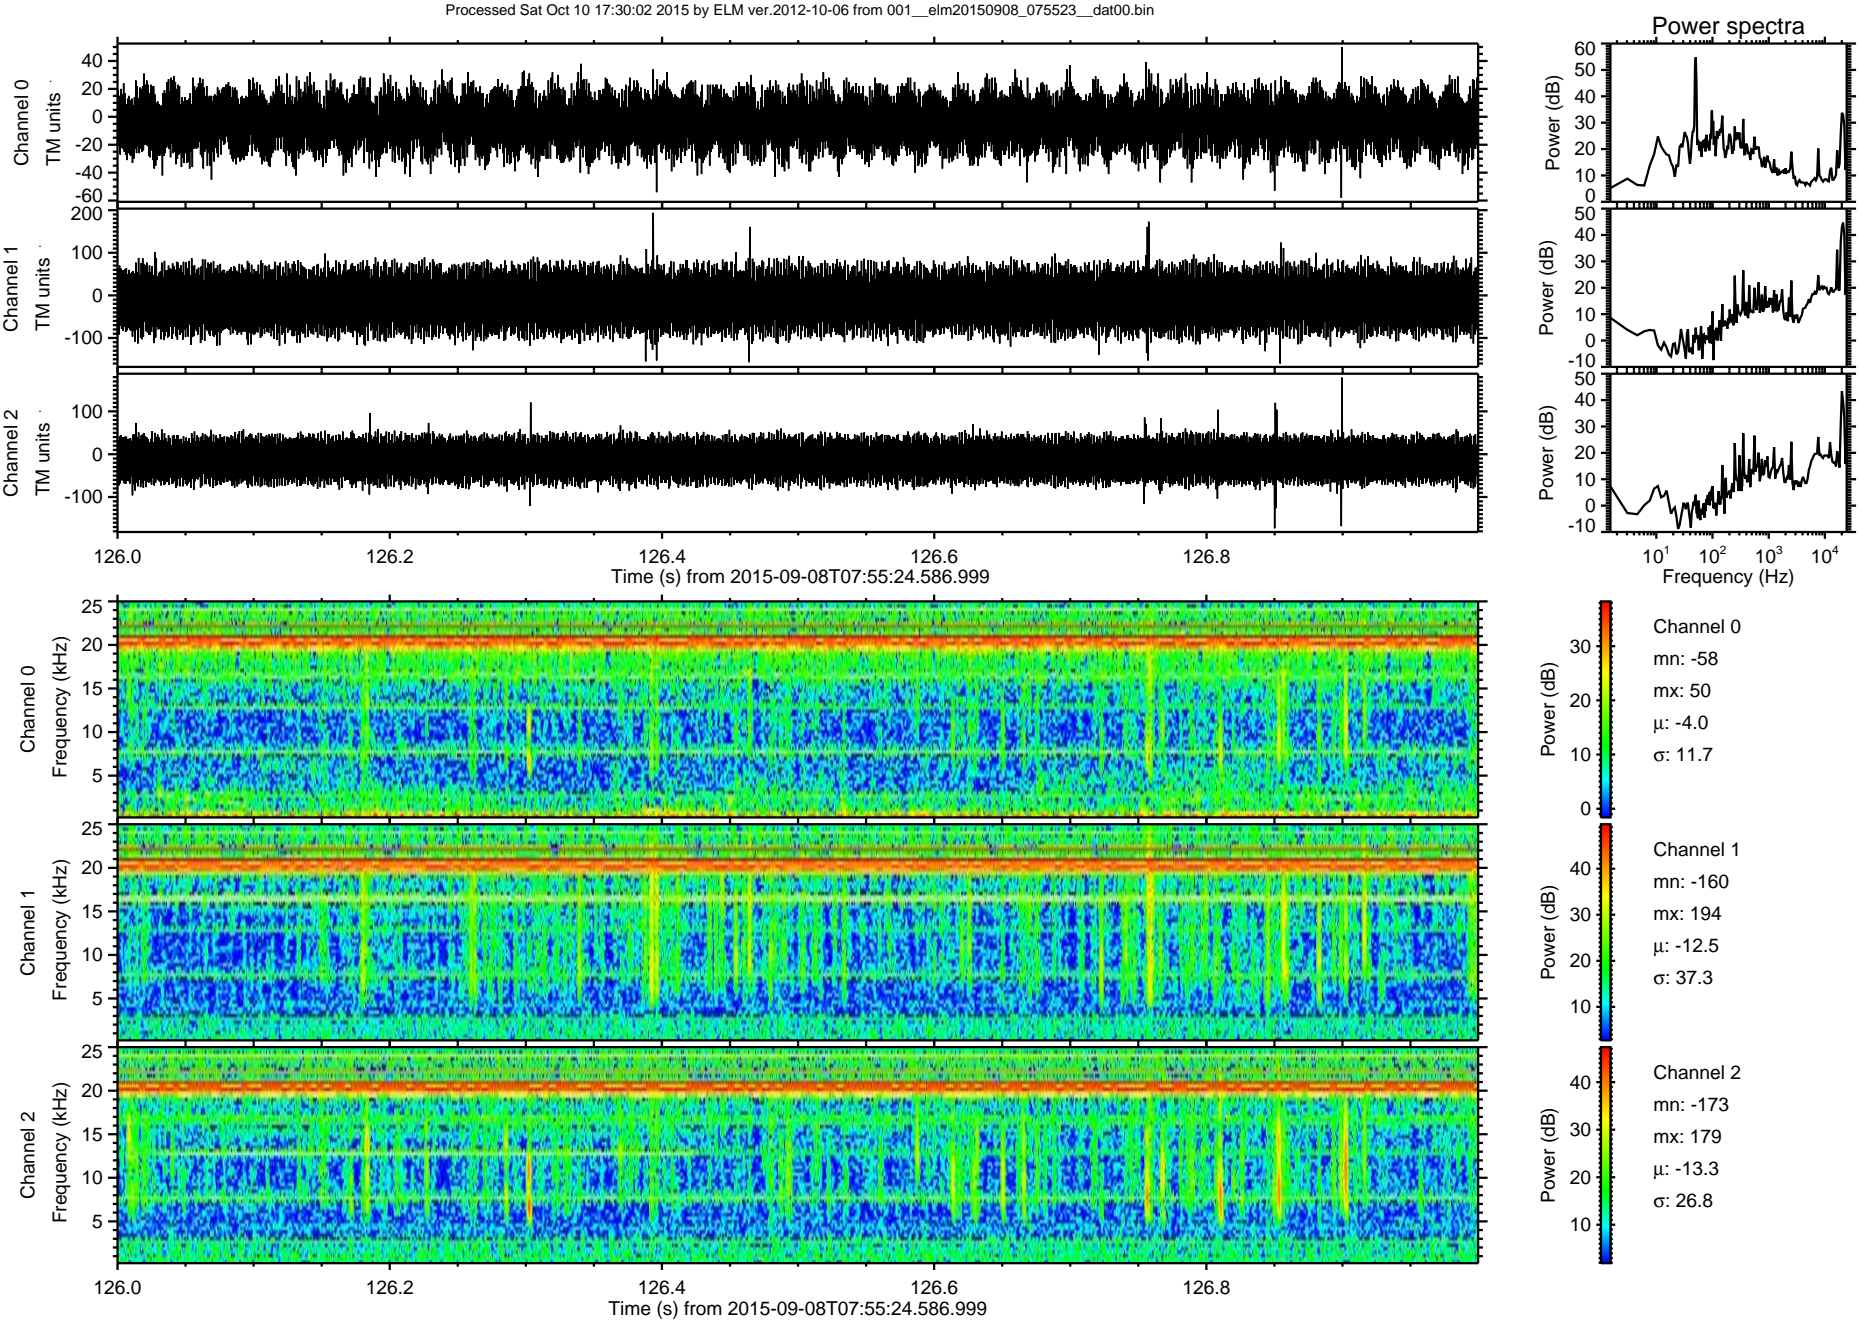 Processed Sat Oct 10 17:30:02 2015 by ELM ver.2012-10-06 from 001__elm20150908_075523__dat00.bin
Power spectra
Channel 0
TM units
40
20
0
-20
-40
-60
Power (dB)
60
50
40
30
20
10
0
Channel 1
TM units
200
100
0
-100
Power (dB)
50
40
30
20
10
0
-10
Channel 2
TM units
100
0
-100
Power (dB)
50
40
30
20
10
0
-10
126.0 126.2 126.4 126.6 126.8
Time (s) from 2015-09-08T07:55:24.586.999
10¹ 10² 10³ 10⁴
Frequency (Hz)
Channel 0
Frequency (kHz)
25
20
15
10
5
Power (dB)
30
20
10
0
Channel 0
mn: -58
mx: 50
μ: -4.0
σ: 11.7
Channel 1
Frequency (kHz)
25
20
15
10
5
Power (dB)
40
30
20
10
Channel 1
mn: -160
mx: 194
μ: -12.5
σ: 37.3
Channel 2
Frequency (kHz)
25
20
15
10
5
Power (dB)
40
30
20
10
Channel 2
mn: -173
mx: 179
μ: -13.3
σ: 26.8
126.0 126.2 126.4 126.6 126.8
Time (s) from 2015-09-08T07:55:24.586.999